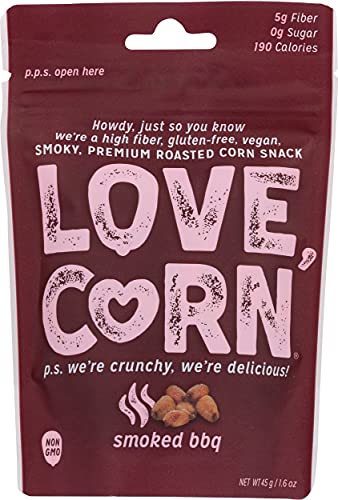 5g Fiber
0g Sugar
190 Calories
p.p.s. open here
Howdy, just so you know
we're a high fiber, gluten-free, vegan,
SMOKY, PREMIUM ROASTED CORN SNACK
LOVE,
CORN®
p.s. we're crunchy, we're delicious!
smoked bbq
NON
GMO
NET WT 45 g / 1.6 oz